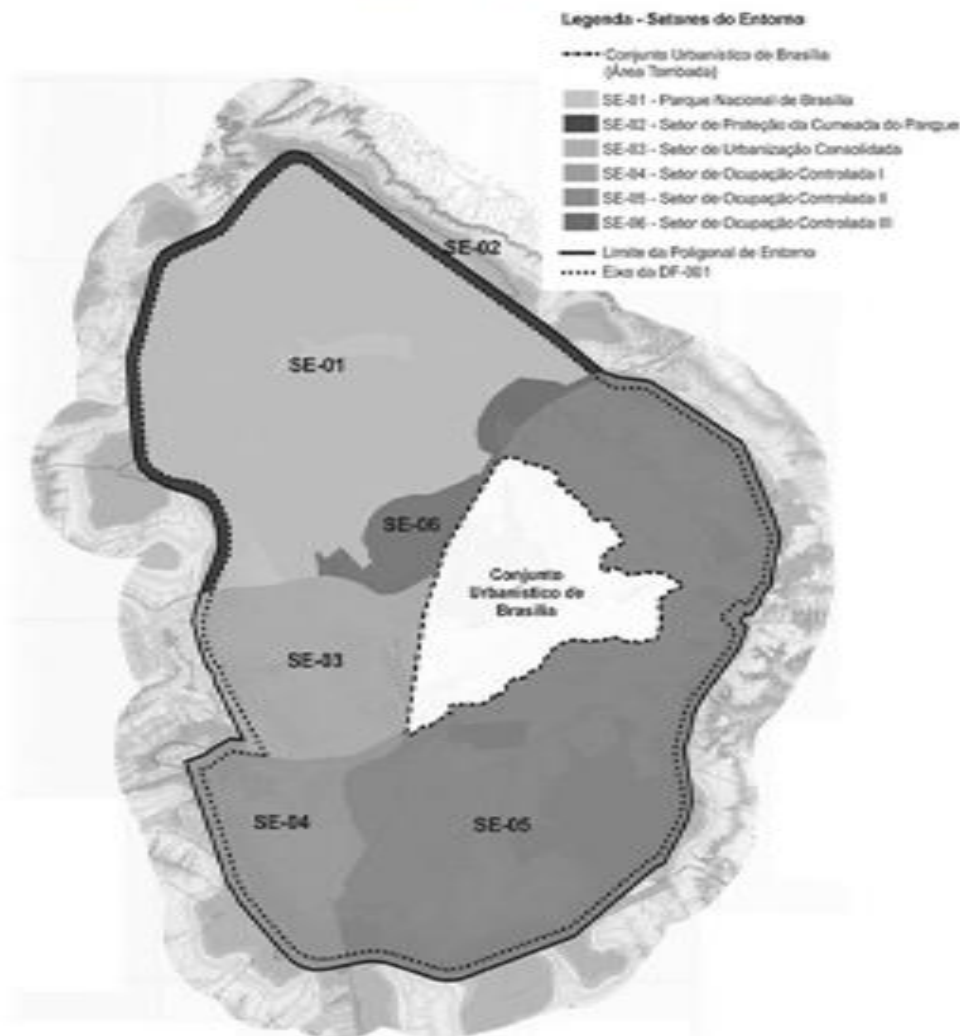 Legenda - Setores do Entorno
Conjunto Urbanístico de Brasília
(Área Tombada)
SE-01 - Parque Nacional de Brasília
SE-02 - Setor de Proteção da Cumeada do Parque
SE-03 - Setor de Urbanização Consolidada
SE-04 - Setor de Ocupação Controlada I
SE-05 - Setor de Ocupação Controlada II
SE-06 - Setor de Ocupação Controlada III
Limite da Poligonal de Entorno
Eixo da DF-001
SE-02
SE-01
SE-06
Conjunto
Urbanístico de
Brasília
SE-03
SE-04
SE-05